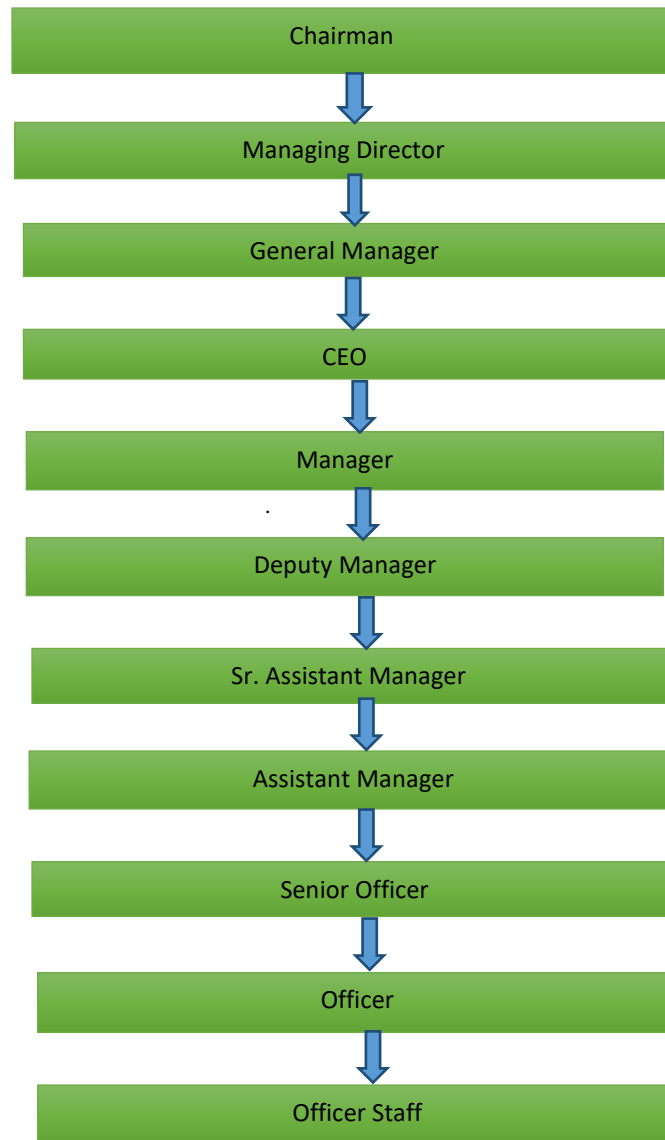 Chairman
Managing Director
General Manager
CEO
Manager
.
Deputy Manager
Sr. Assistant Manager
Assistant Manager
Senior Officer
Officer
Officer Staff